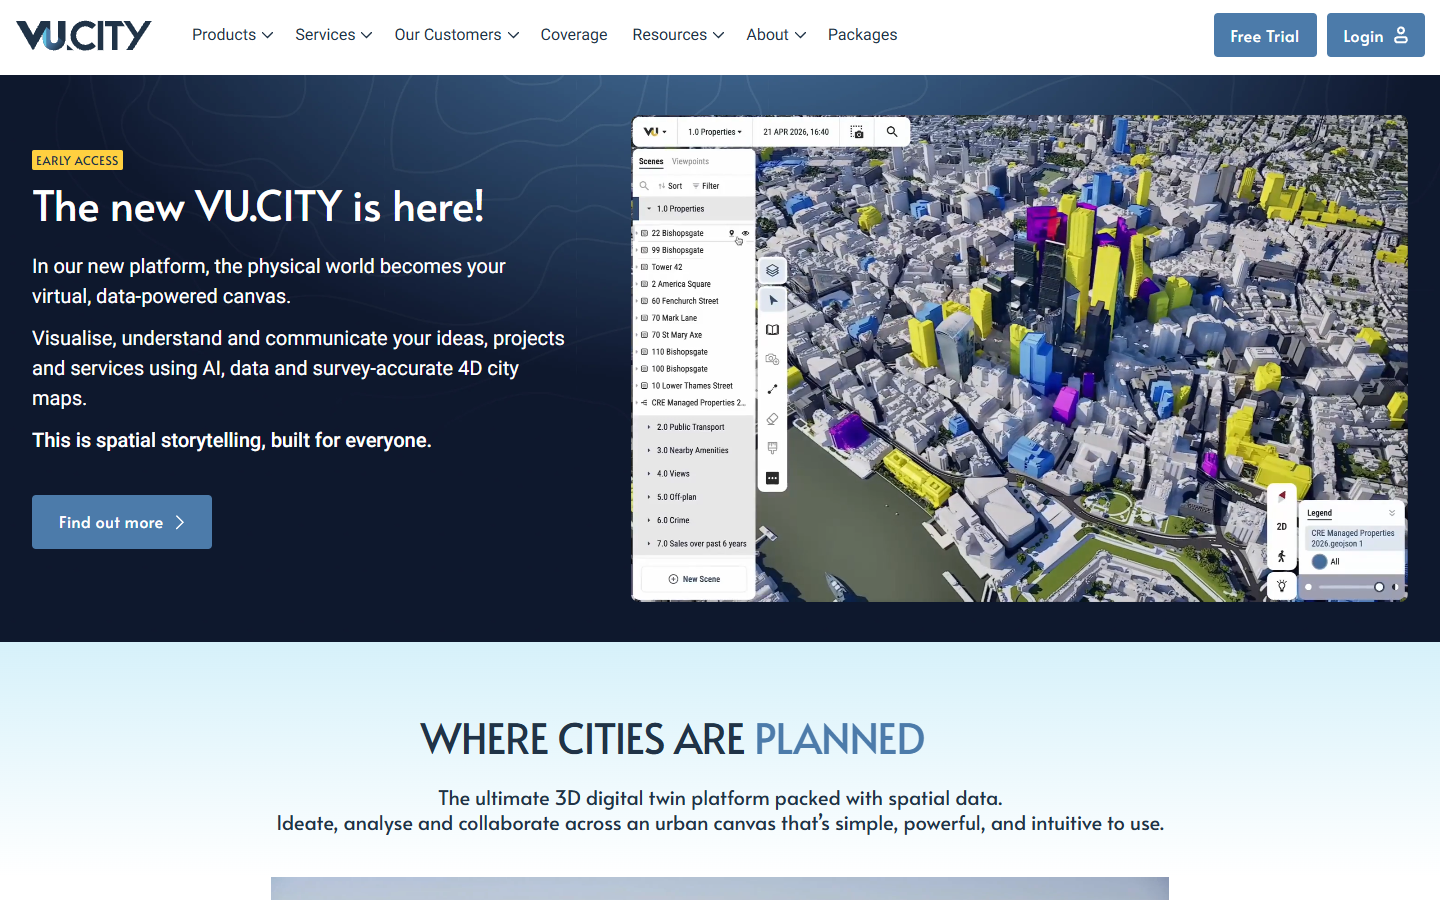 VU.CITY
Products
Services
Our Customers
Coverage
Resources
About
Packages
Free Trial
Login
EARLY ACCESS
The new VU.CITY is here!
In our new platform, the physical world becomes your
virtual, data-powered canvas.
Visualise, understand and communicate your ideas, projects
and services using AI, data and survey-accurate 4D city
maps.
This is spatial storytelling, built for everyone.
Find out more
VU
1.0 Properties
21 APR 2026, 16:40
Scenes
Viewpoints
Sort
Filter
1.0 Properties
22 Bishopsgate
99 Bishopsgate
Tower 42
2 America Square
60 Fenchurch Street
70 Mark Lane
70 St Mary Axe
110 Bishopsgate
100 Bishopsgate
10 Lower Thames Street
CRE Managed Properties 2...
2.0 Public Transport
3.0 Nearby Amenities
4.0 Views
5.0 Off-plan
6.0 Crime
7.0 Sales over past 6 years
New Scene
2D
Legend
CRE Managed Properties
2026.geojson 1
All
WHERE CITIES ARE PLANNED
The ultimate 3D digital twin platform packed with spatial data.
Ideate, analyse and collaborate across an urban canvas that's simple, powerful, and intuitive to use.